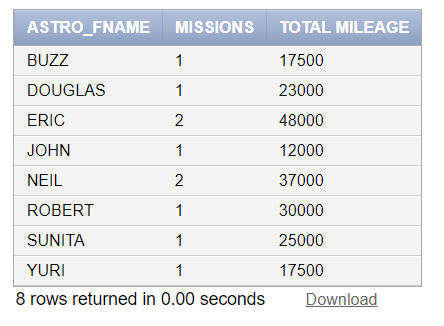 ASTRO_FNAME MISSIONS TOTAL MILEAGE
BUZZ 1 17500
DOUGLAS 1 23000
ERIC 2 48000
JOHN 1 12000
NEIL 2 37000
ROBERT 1 30000
SUNITA 1 25000
YURI 1 17500
8 rows returned in 0.00 seconds Download